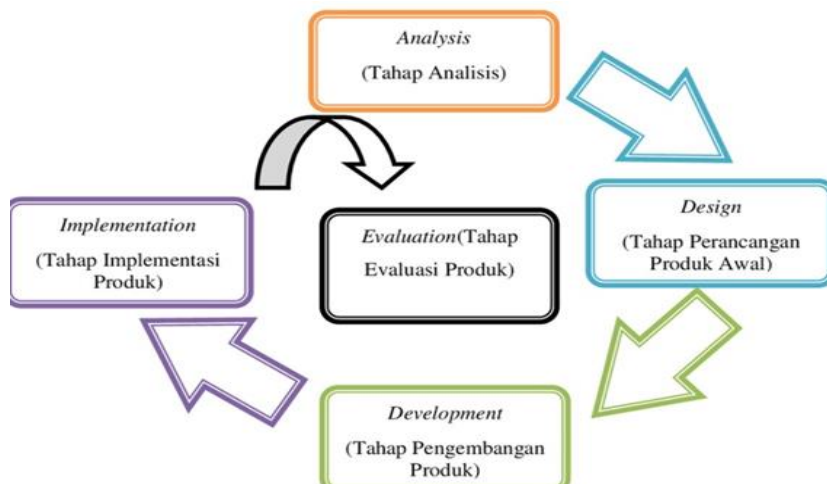 Analysis
(Tahap Analisis)
Design
(Tahap Perancangan
Produk Awal)
Implementation
(Tahap Implementasi
Produk)
Evaluation(Tahap
Evaluasi Produk)
Development
(Tahap Pengembangan
Produk)